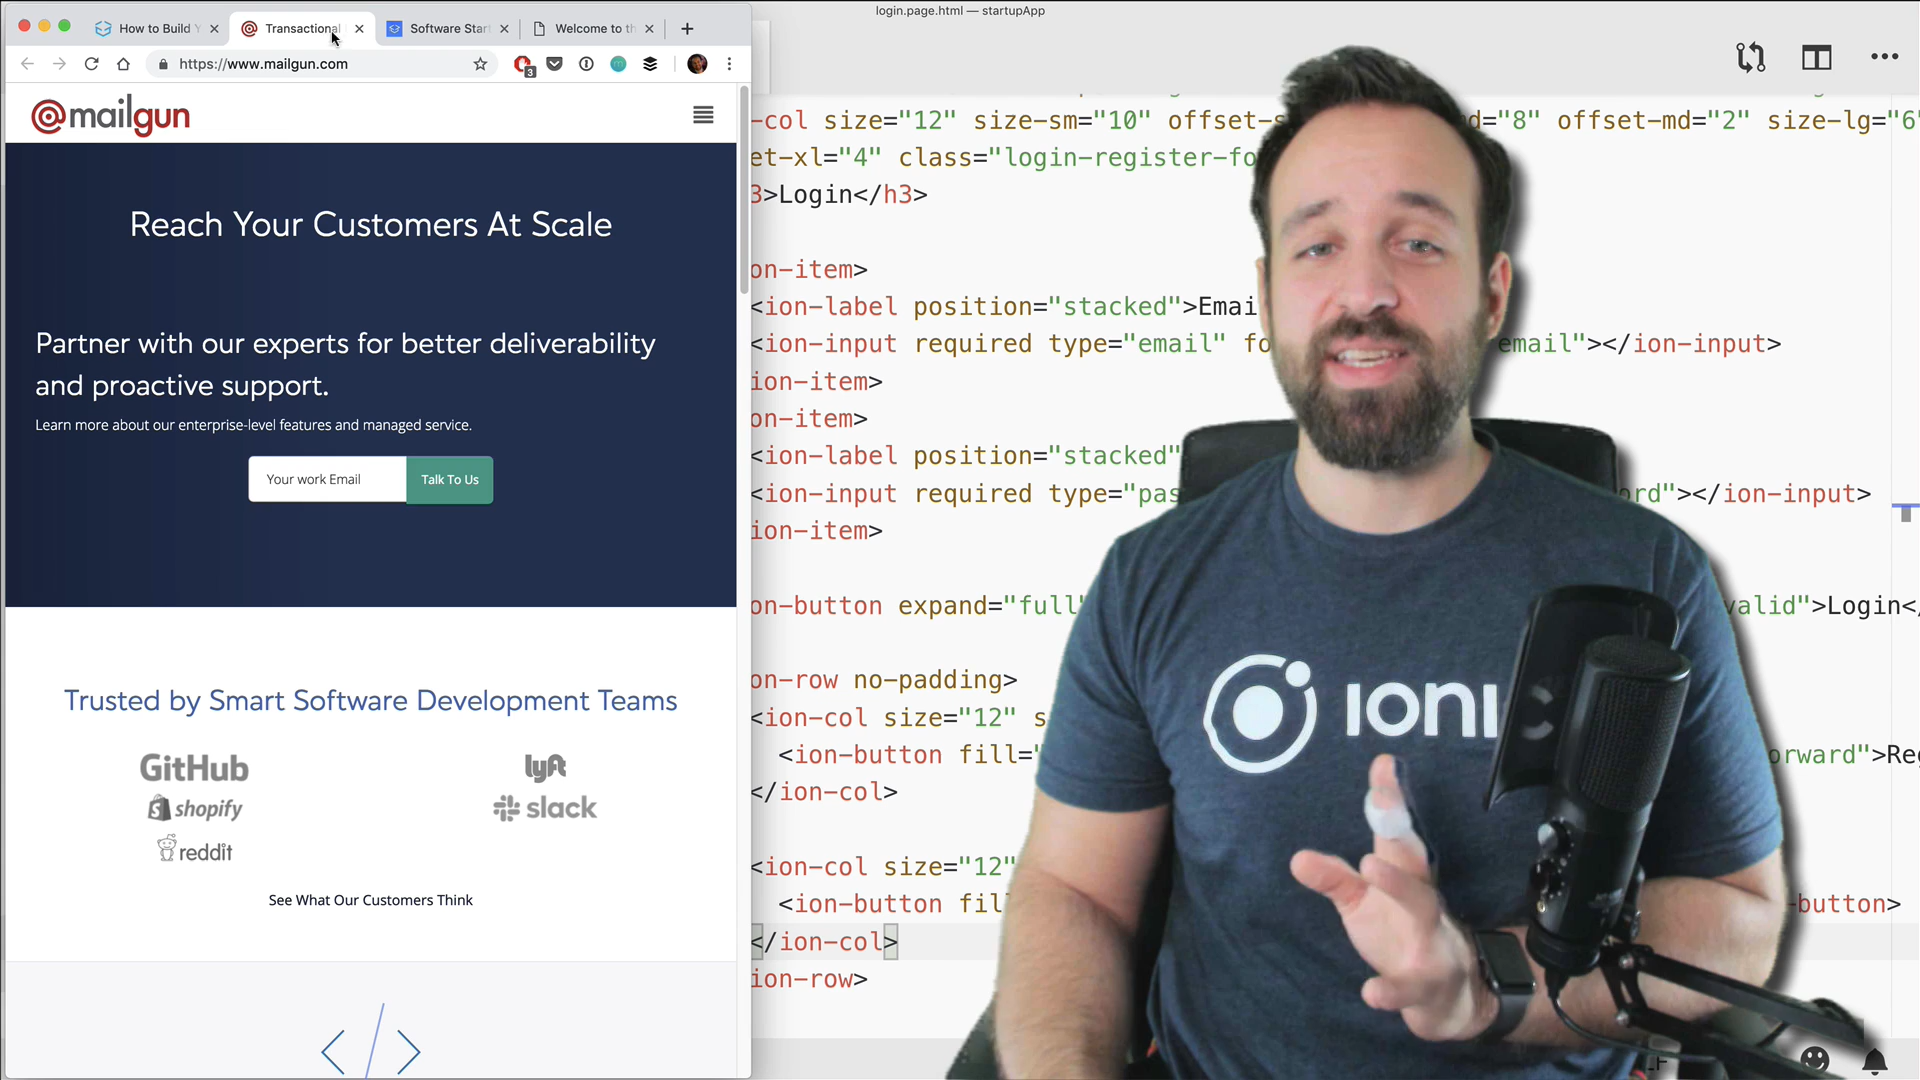 login.page.html — startupApp
How to Build Y
Transactional
Software Star
Welcome to th
https://www.mailgun.com
3
@mailgun
Reach Your Customers At Scale
Partner with our experts for better deliverability
and proactive support.
Learn more about our enterprise-level features and managed service.
Your work Email
Talk To Us
Trusted by Smart Software Development Teams
GitHub
lyft
shopify
slack
reddit
See What Our Customers Think
-col size="12" size-sm="10" offset-s d="8" offset-md="2" size-lg="6"
et-xl="4" class="login-register-fo
3>Login</h3>
on-item>
<ion-label position="stacked">Emai
<ion-input required type="email" fo email"></ion-input>
ion-item>
on-item>
<ion-label position="stacked"
<ion-input required type="pas ord"></ion-input>
ion-item>
on-button expand="full" valid">Login</
on-row no-padding>
<ion-col size="12" s
<ion-button fill=" orward">Re
</ion-col>
<ion-col size="12"
<ion-button fil -button>
</ion-col>
ion-row>
IONIC